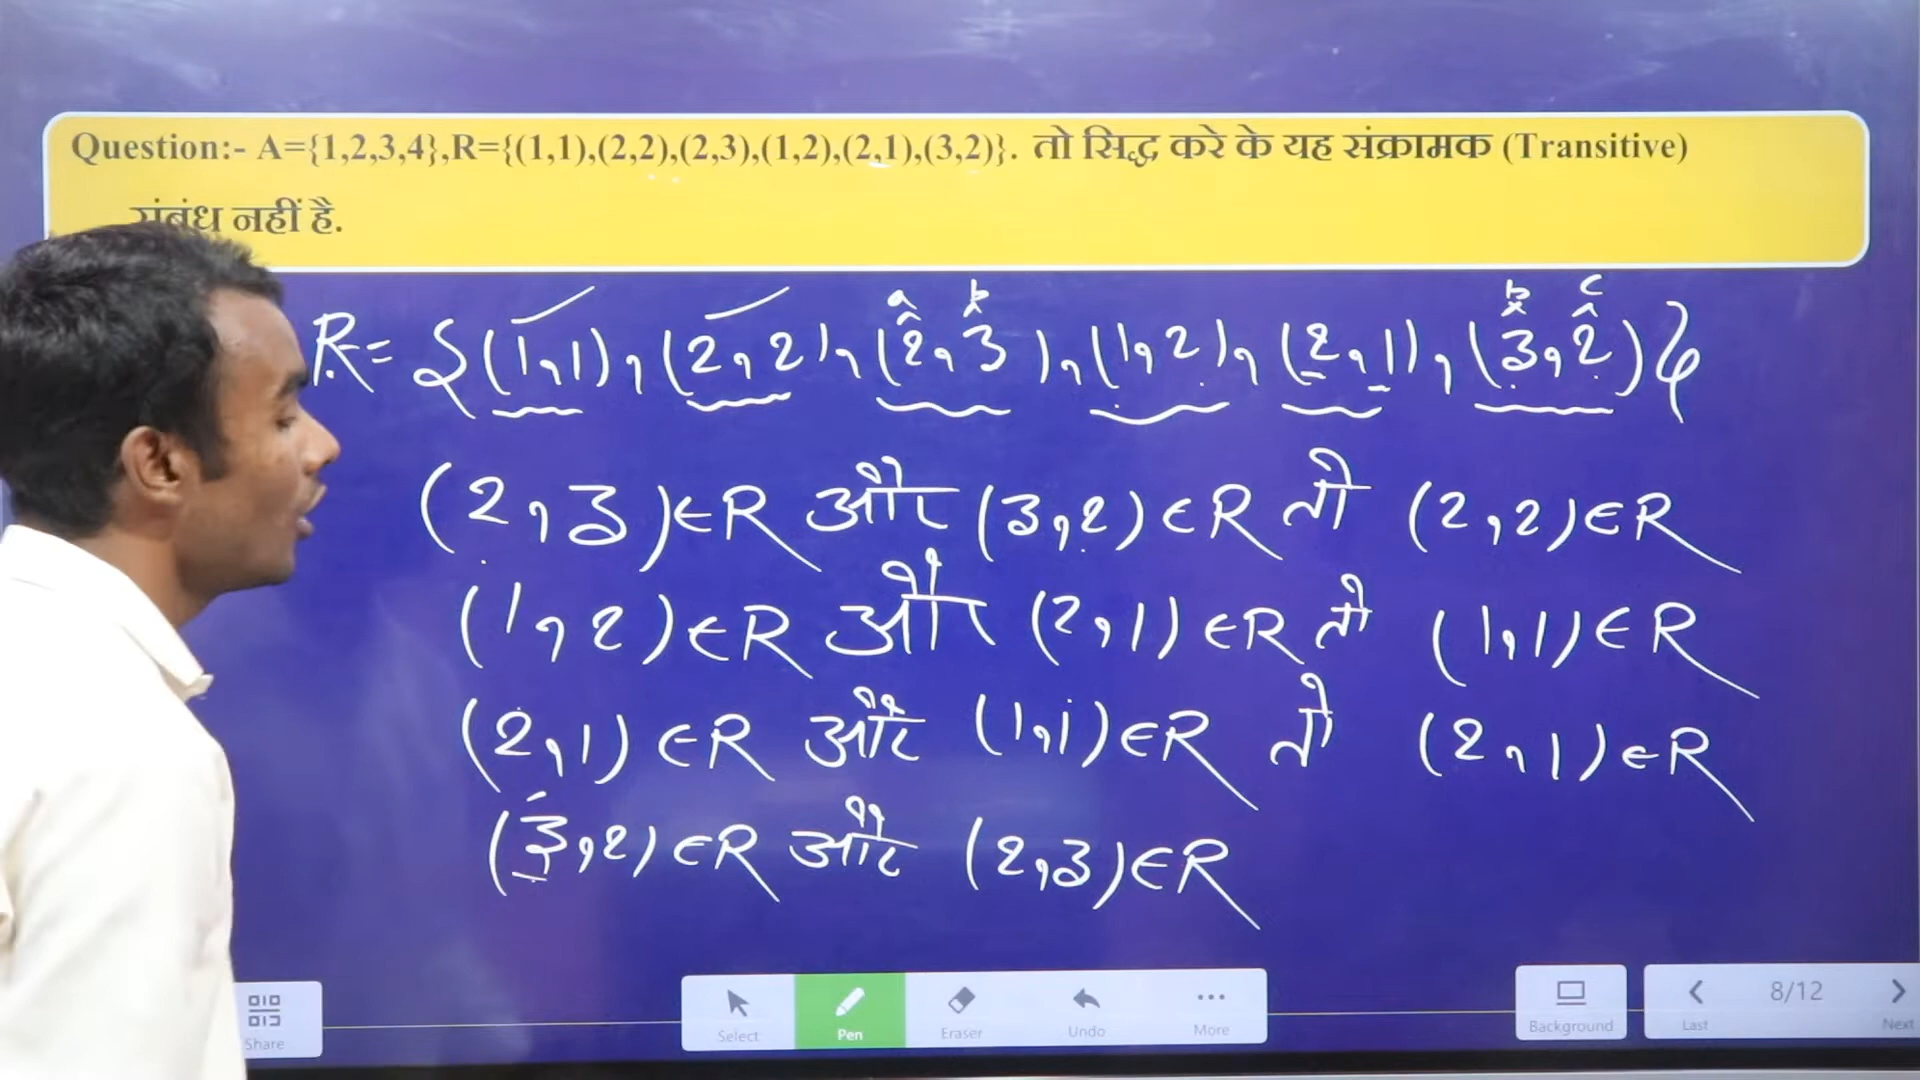 Question:- A={1,2,3,4},R={(1,1),(2,2),(2,3),(1,2),(2,1),(3,2)}. तो सिद्ध करे के यह संक्रामक (Transitive)
संबंध नहीं है.
a b b c
R = {(1,1), (2,2), (2,3), (1,2), (2,1), (3,2)}
(2,3)∈R और (3,2)∈R तो (2,2)∈R
(1,2)∈R और (2,1)∈R तो (1,1)∈R
(2,1)∈R और (1,1)∈R तो (2,1)∈R
(3,2)∈R और (2,3)∈R
Share Select Pen Eraser Undo More Background Last 8/12 Next